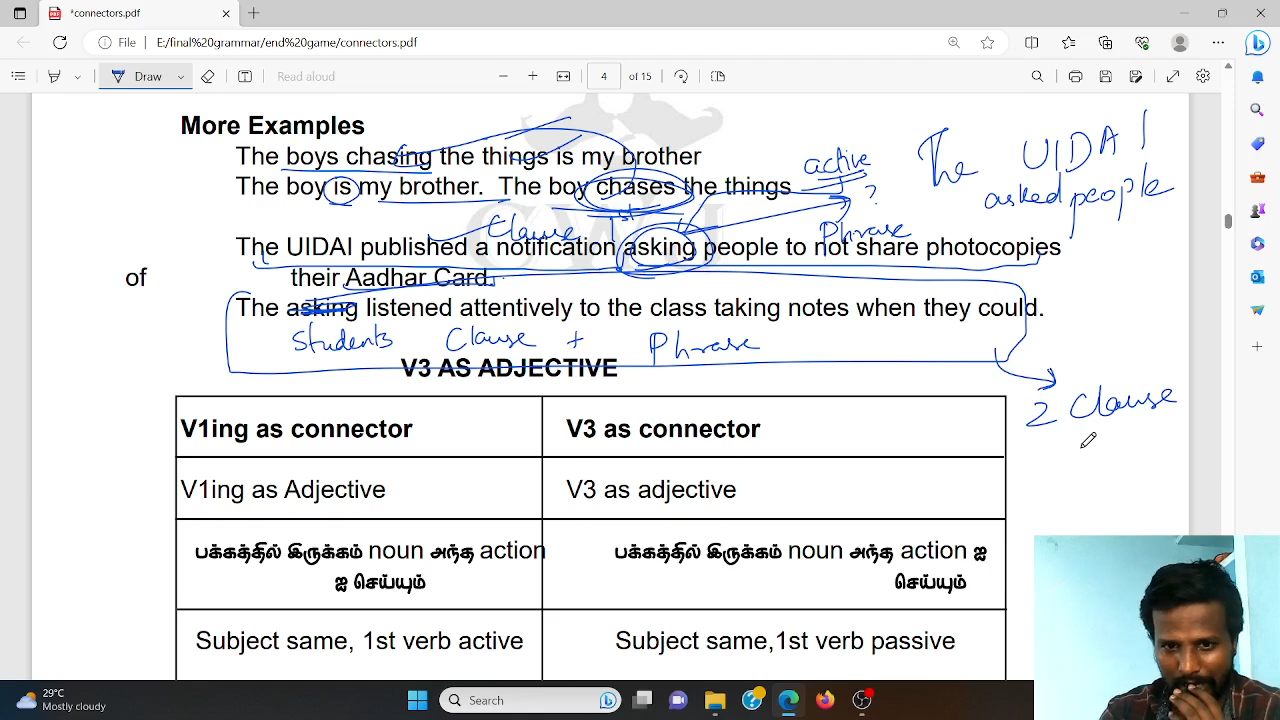 *connectors.pdf
File E:/final%20grammar/end%20game/connectors.pdf
Draw Read aloud 4 of 15
More Examples
The boys chasing the things is my brother
The boy is my brother. The boy chases the things
active
?
The UIDAI
asked people
Clause 1st
Phrase
The UIDAI published a notification asking people to not share photocopies
of their Aadhar Card.
The asking listened attentively to the class taking notes when they could.
Students Clause + Phrase
2 Clause
V3 AS ADJECTIVE
V1ing as connector V3 as connector
V1ing as Adjective V3 as adjective
பக்கத்தில் இருக்கம் noun அந்த action பக்கத்தில் இருக்கம் noun அந்த action ஐ
ஐ செய்யும் செய்யும்
Subject same, 1st verb active Subject same,1st verb passive
29°C
Mostly cloudy
Search